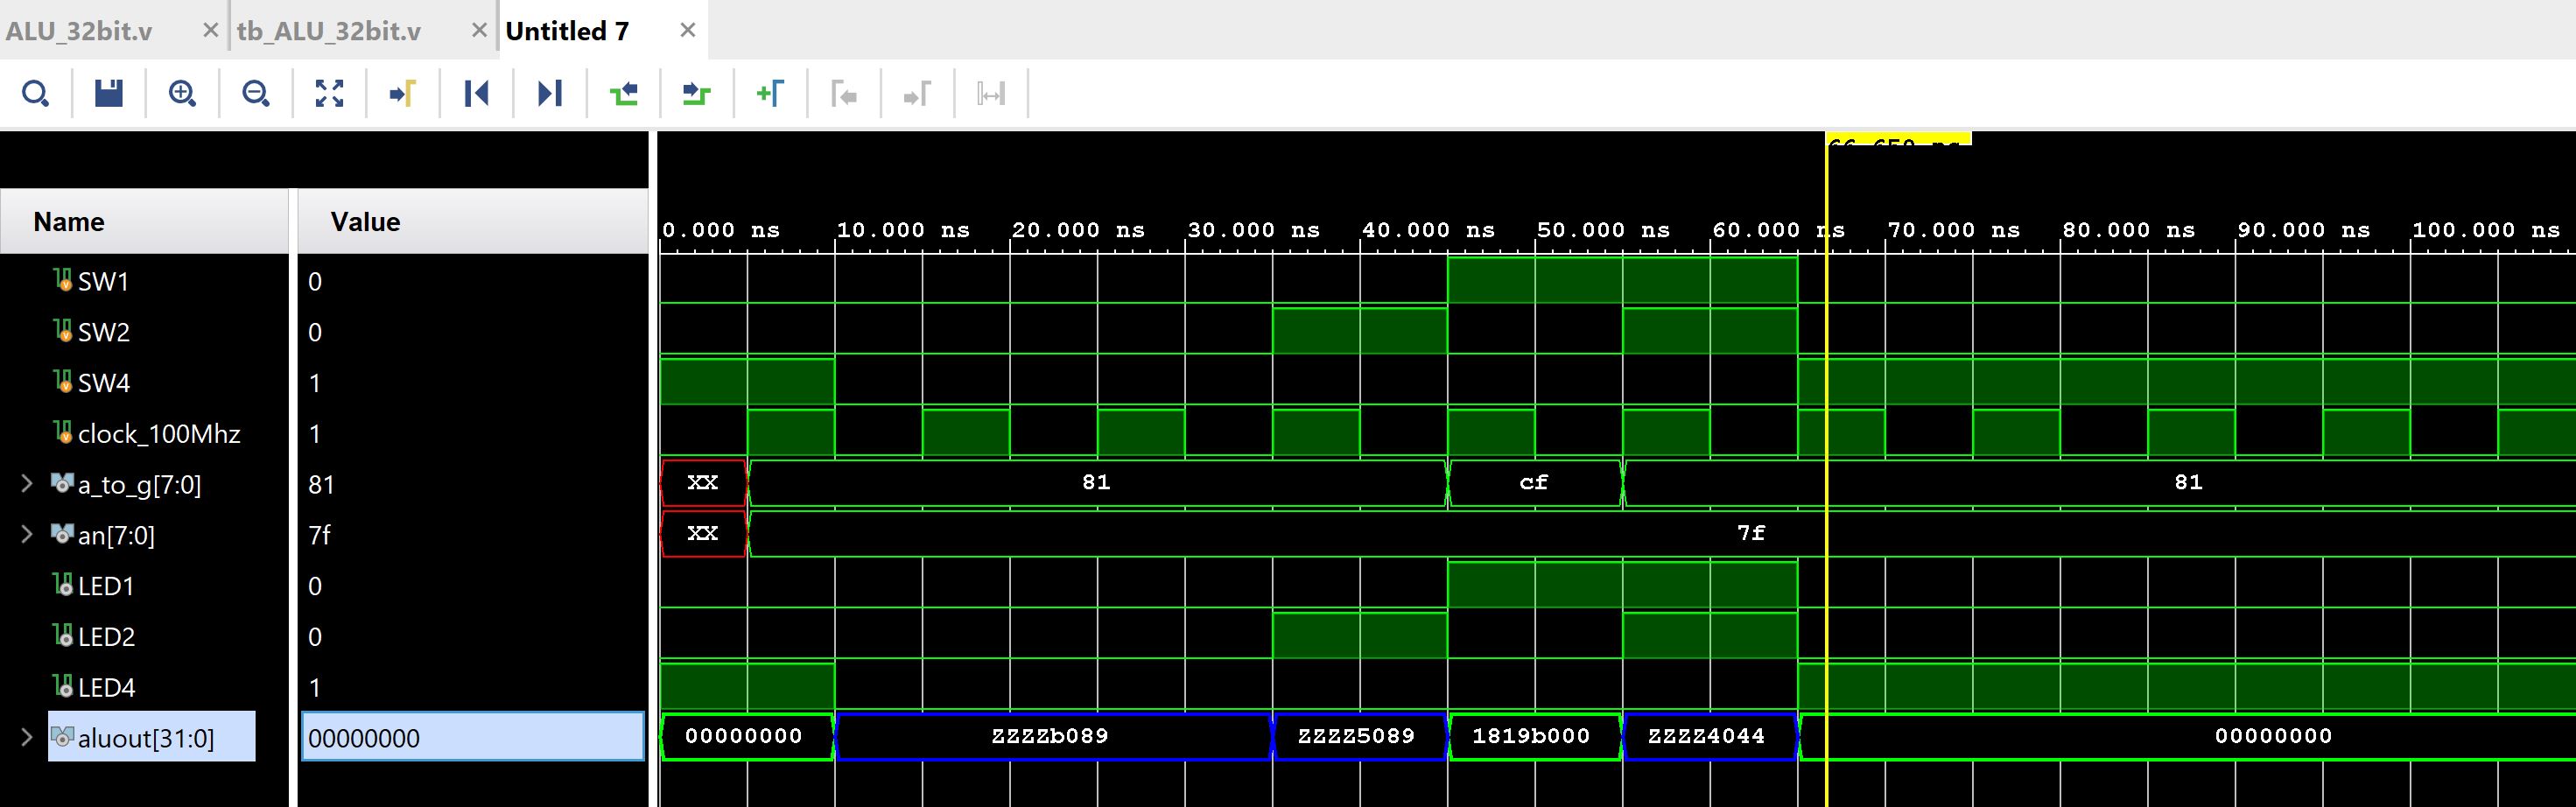 ALU_32bit.v tb_ALU_32bit.v Untitled 7
Name Value
0.000 ns 10.000 ns 20.000 ns 30.000 ns 40.000 ns 50.000 ns 60.000 ns 70.000 ns 80.000 ns 90.000 ns 100.000 ns
SW1 0
SW2 0
SW4 1
clock_100Mhz 1
a_to_g[7:0] 81 XX 81 cf 81
an[7:0] 7f XX 7f
LED1 0
LED2 0
LED4 1
aluout[31:0] 00000000 00000000 ZZZZb089 ZZZZ5089 1819b000 ZZZZ4044 00000000